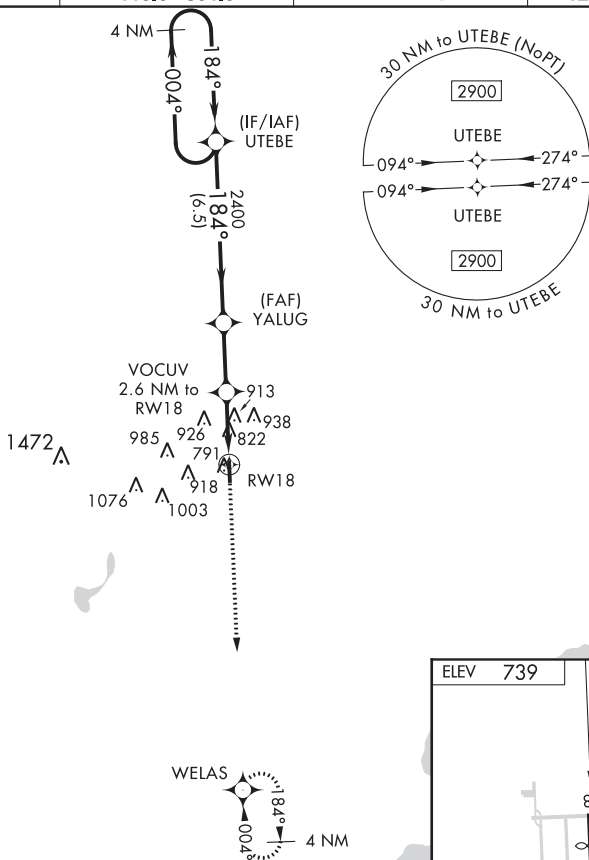 4 NM
184°
004°
(IF/IAF)
UTEBE
2400
184°
(6.5)
(FAF)
YALUG
VOCUV
2.6 NM to
RW18
913
938
926
822
985
791
1472
918
RW18
1076
1003
WELAS
184°
004°
4 NM
30 NM to UTEBE (NoPT)
2900
UTEBE
094°
274°
094°
274°
UTEBE
2900
30 NM to UTEBE
ELEV 739